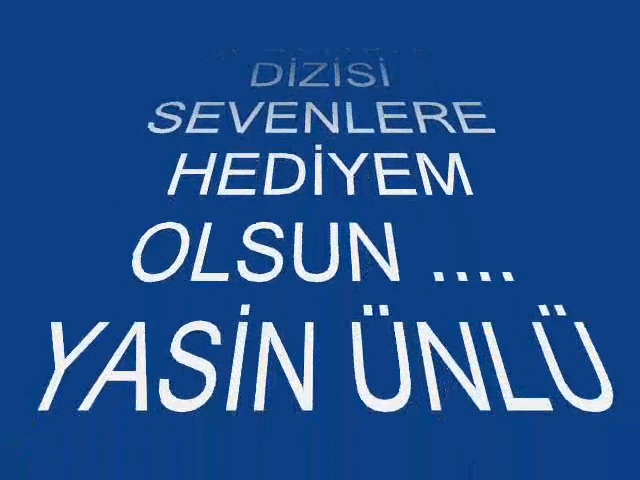 DİZİSİ
SEVENLERE
HEDİYEM
OLSUN ....
YASİN ÜNLÜ